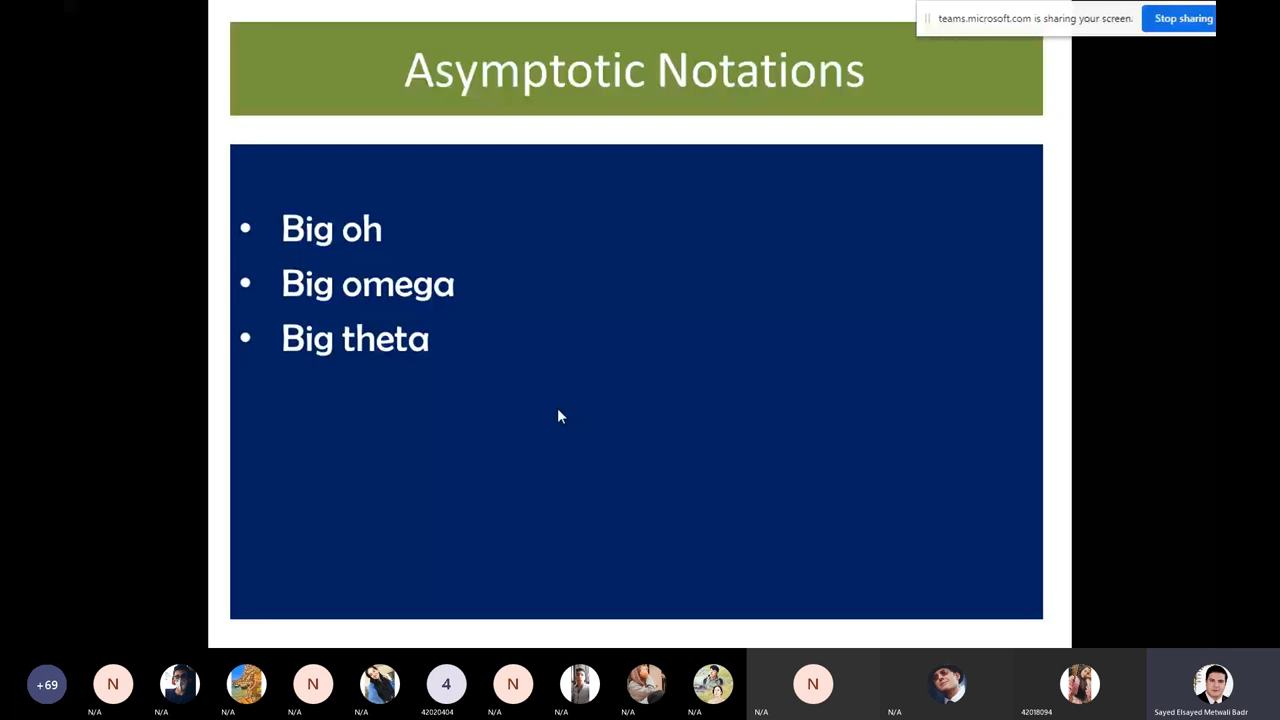 teams.microsoft.com is sharing your screen.
Stop sharing
Asymptotic Notations
• Big oh
• Big omega
• Big theta
+69
N
N
4
N
N
N/A
N/A
N/A
N/A
N/A
42020404
N/A
N/A
N/A
N/A
N/A
N/A
42018094
Sayed Elsayed Metwali Badr